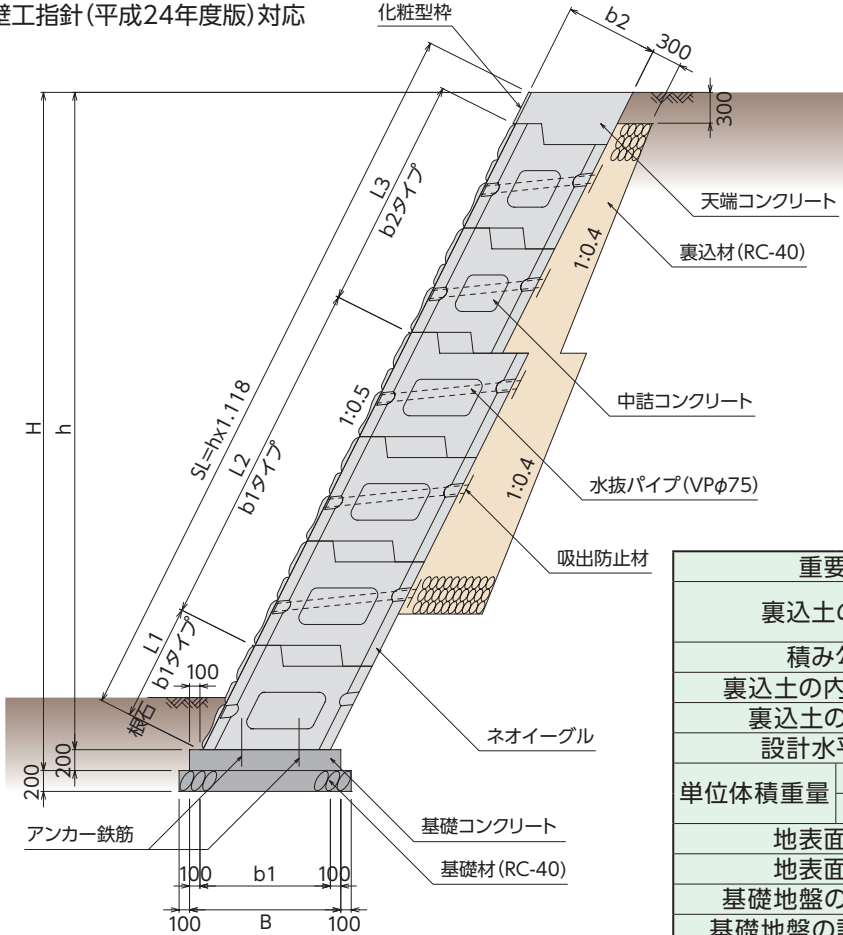 壁工指針(平成24年度版)対応
化粧型枠
b2
300
300
天端コンクリート
裏込材(RC-40)
1:0.4
L3
b2タイプ
中詰コンクリート
H
h
SL=hx1.118
1:0.5
L2
b1タイプ
水抜パイプ(VPφ75)
1:0.4
吸出防止材
L1
b1タイプ
100
根石
ネオイーグル
200
200
アンカー鉄筋
基礎コンクリート
基礎材(RC-40)
100
b1
100
100
B
100
重要
裏込土の
積み
裏込土の内
裏込土の
設計水平
単位体積重量
地表面
地表面
基礎地盤の
基礎地盤の